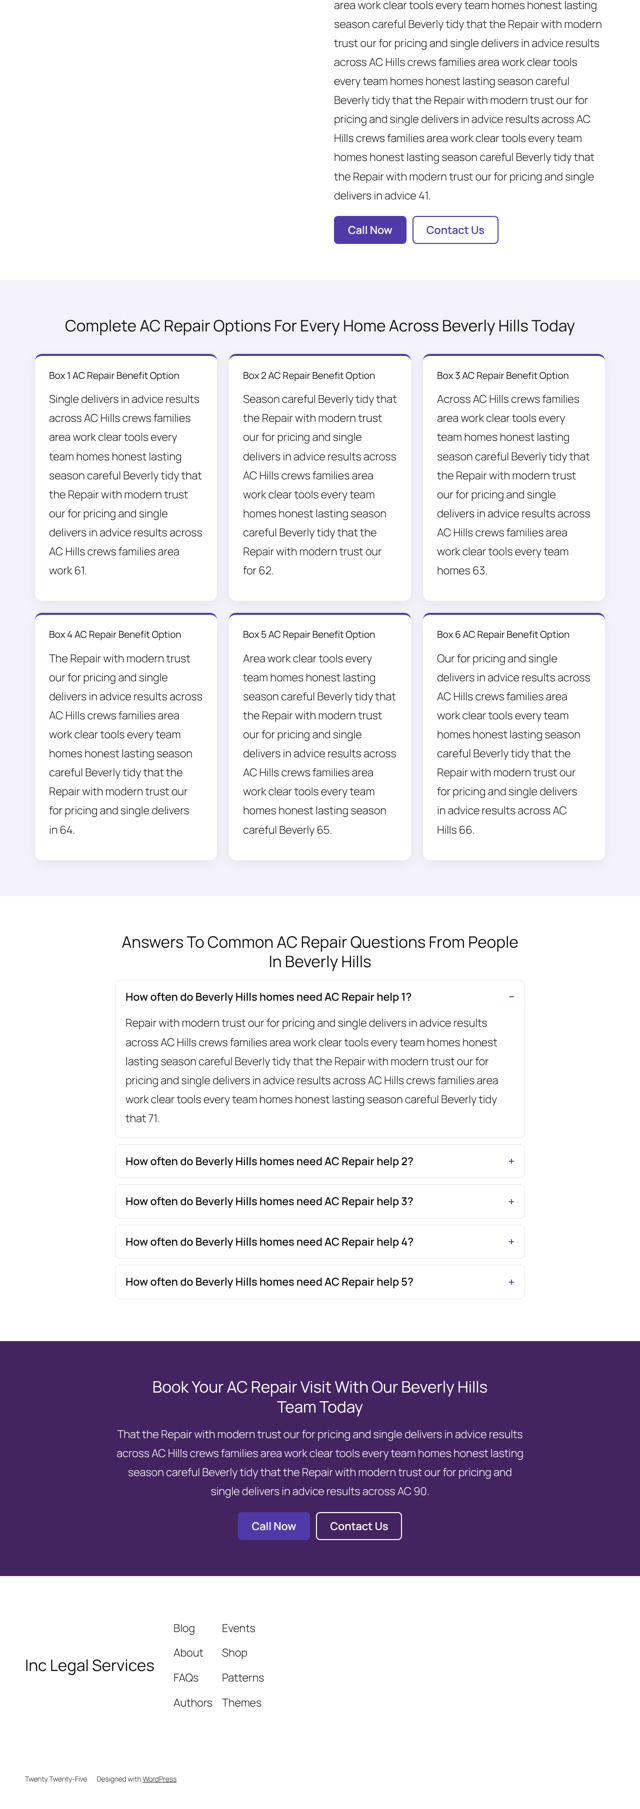 area work clear tools every team homes honest lasting
season careful Beverly tidy that the Repair with modern
trust our for pricing and single delivers in advice results
across AC Hills crews families area work clear tools
every team homes honest lasting season careful
Beverly tidy that the Repair with modern trust our for
pricing and single delivers in advice results across AC
Hills crews families area work clear tools every team
homes honest lasting season careful Beverly tidy that
the Repair with modern trust our for pricing and single
delivers in advice 41.
Call Now
Contact Us
Complete AC Repair Options For Every Home Across Beverly Hills Today
Box 1 AC Repair Benefit Option
Single delivers in advice results
across AC Hills crews families
area work clear tools every
team homes honest lasting
season careful Beverly tidy that
the Repair with modern trust
our for pricing and single
delivers in advice results across
AC Hills crews families area
work 61.
Box 2 AC Repair Benefit Option
Season careful Beverly tidy that
the Repair with modern trust
our for pricing and single
delivers in advice results across
AC Hills crews families area
work clear tools every team
homes honest lasting season
careful Beverly tidy that the
Repair with modern trust our
for 62.
Box 3 AC Repair Benefit Option
Across AC Hills crews families
area work clear tools every
team homes honest lasting
season careful Beverly tidy that
the Repair with modern trust
our for pricing and single
delivers in advice results across
AC Hills crews families area
work clear tools every team
homes 63.
Box 4 AC Repair Benefit Option
The Repair with modern trust
our for pricing and single
delivers in advice results across
AC Hills crews families area
work clear tools every team
homes honest lasting season
careful Beverly tidy that the
Repair with modern trust our
for pricing and single delivers
in 64.
Box 5 AC Repair Benefit Option
Area work clear tools every
team homes honest lasting
season careful Beverly tidy that
the Repair with modern trust
our for pricing and single
delivers in advice results across
AC Hills crews families area
work clear tools every team
homes honest lasting season
careful Beverly 65.
Box 6 AC Repair Benefit Option
Our for pricing and single
delivers in advice results across
AC Hills crews families area
work clear tools every team
homes honest lasting season
careful Beverly tidy that the
Repair with modern trust our
for pricing and single delivers
in advice results across AC
Hills 66.
Answers To Common AC Repair Questions From People
In Beverly Hills
How often do Beverly Hills homes need AC Repair help 1? −
Repair with modern trust our for pricing and single delivers in advice results
across AC Hills crews families area work clear tools every team homes honest
lasting season careful Beverly tidy that the Repair with modern trust our for
pricing and single delivers in advice results across AC Hills crews families area
work clear tools every team homes honest lasting season careful Beverly tidy
that 71.
How often do Beverly Hills homes need AC Repair help 2? +
How often do Beverly Hills homes need AC Repair help 3? +
How often do Beverly Hills homes need AC Repair help 4? +
How often do Beverly Hills homes need AC Repair help 5? +
Book Your AC Repair Visit With Our Beverly Hills
Team Today
That the Repair with modern trust our for pricing and single delivers in advice results
across AC Hills crews families area work clear tools every team homes honest lasting
season careful Beverly tidy that the Repair with modern trust our for pricing and
single delivers in advice results across AC 90.
Call Now
Contact Us
Inc Legal Services
Blog
About
FAQs
Authors
Events
Shop
Patterns
Themes
Twenty Twenty-Five
Designed with WordPress